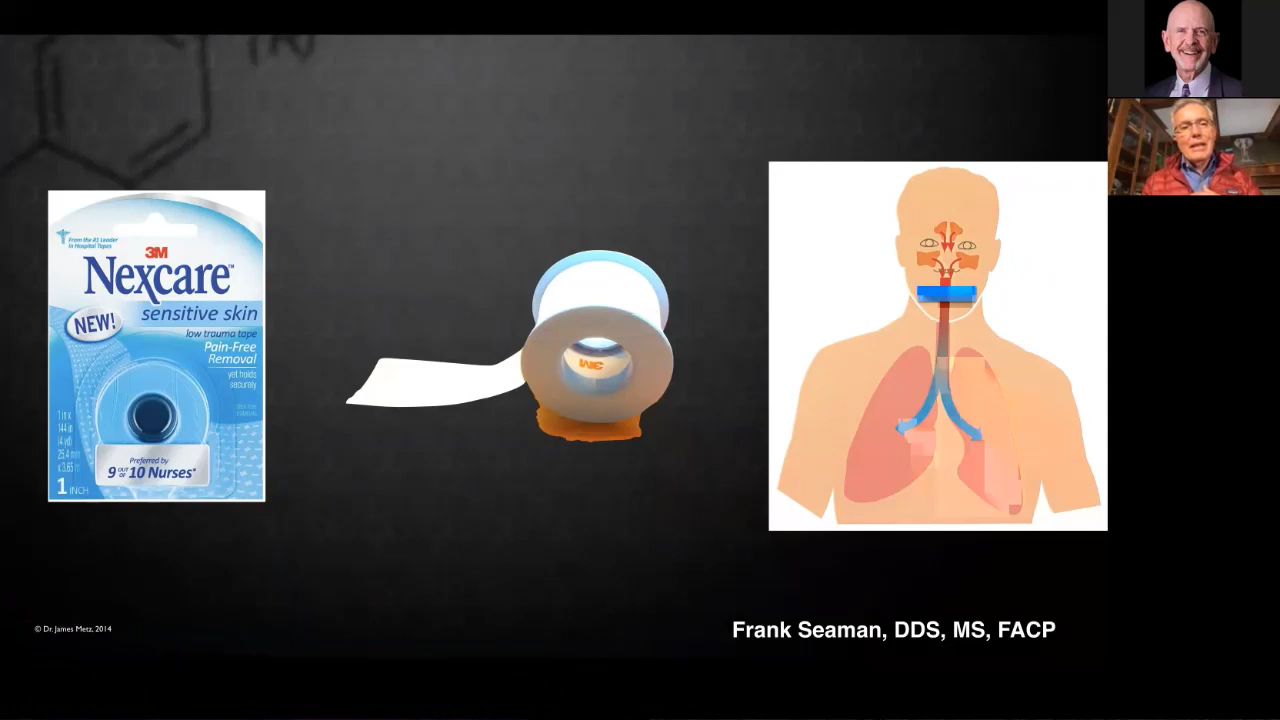 From the #1 Leader
in Hospital Tapes
3M
Nexcare™
sensitive skin
NEW!
low trauma tape
Pain-Free
Removal
yet holds
securely
1 in x
144 in
(4 yd)
25,4 mm
x 3,65
Preferred by
9 OUT OF 10 Nurses*
1 INCH
3M
© Dr. James Metz, 2014
Frank Seaman, DDS, MS, FACP